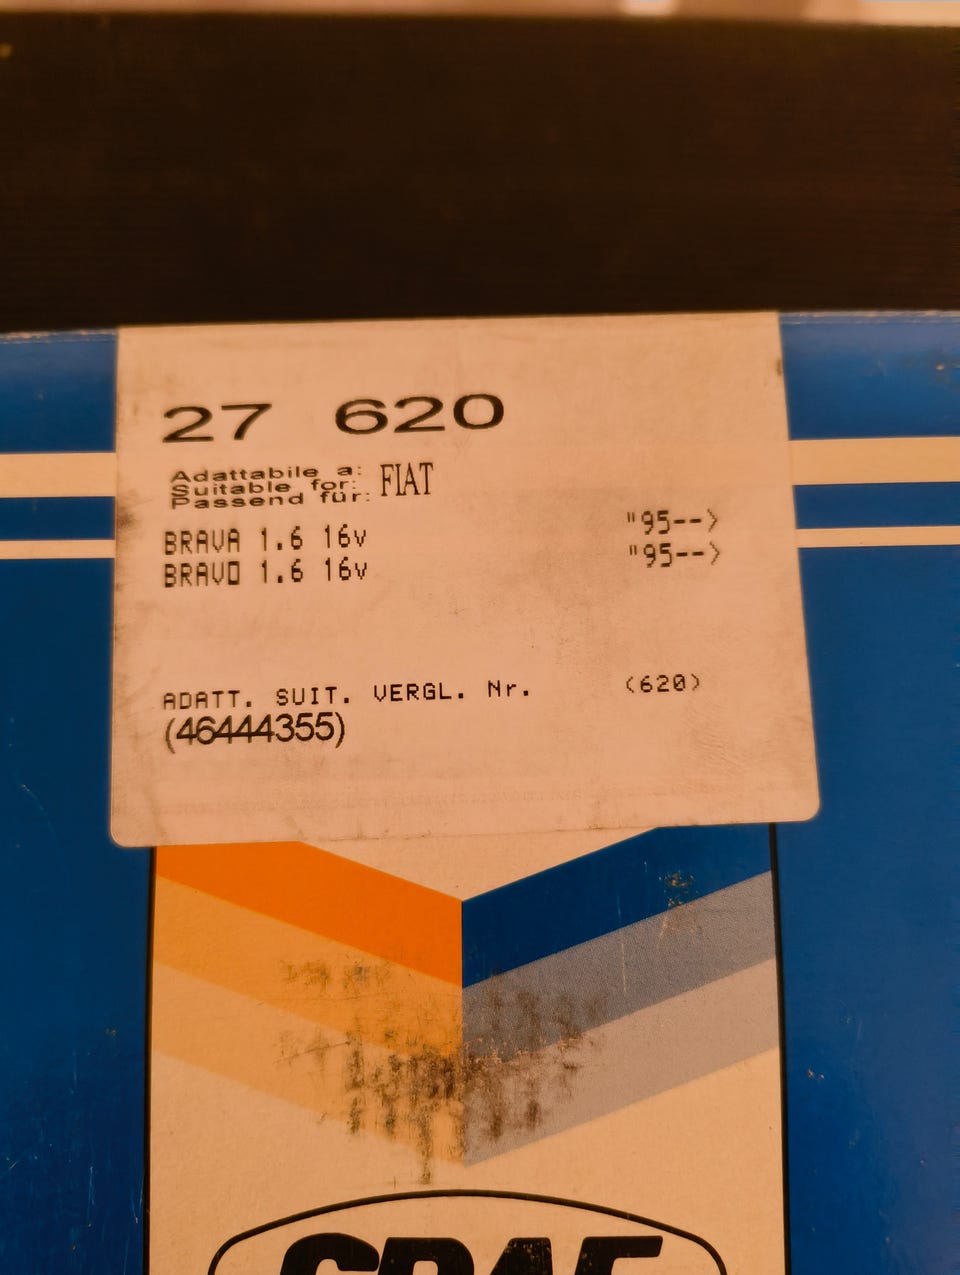 27 620
Adattabile a:
Suitable for: FIAT
Passend für:
BRAVA 1.6 16v "95-->
BRAVO 1.6 16v "95-->
ADATT. SUIT. VERGL. Nr. (620)
(46444355)
GRAF